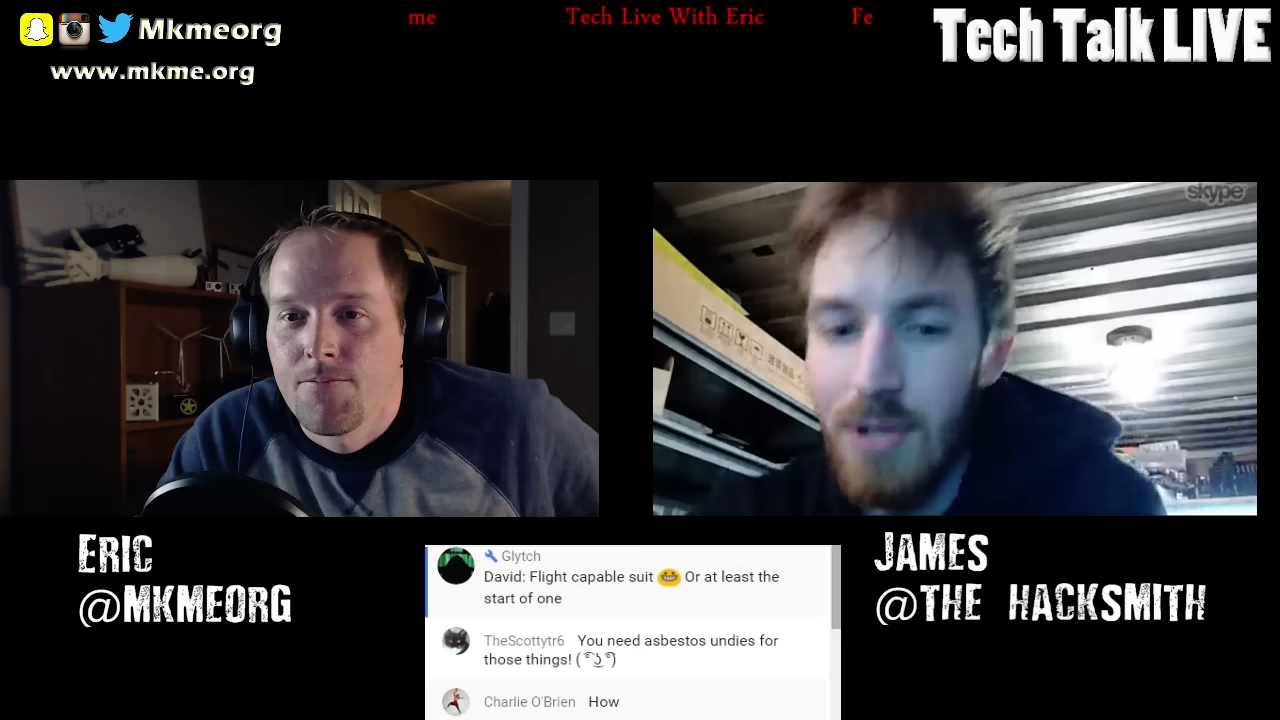 Mkmeorg
www.mkme.org
me Tech Live With Eric Fe
Tech Talk LIVE
skype
ERIC
@MKMEORG
JAMES
@THE HACKSMITH
Glytch
David: Flight capable suit 😁 Or at least the
start of one
TheScottytr6 You need asbestos undies for
those things! ( ͡° ͜ʖ ͡°)
Charlie O'Brien How